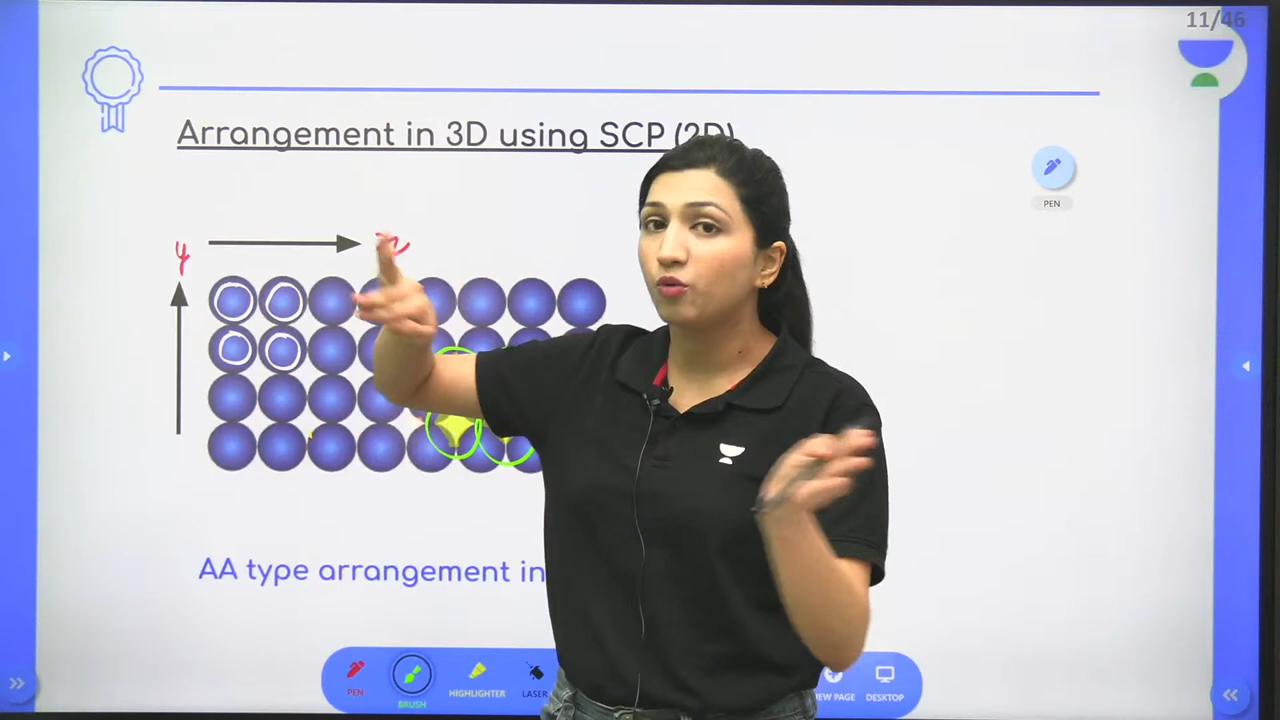 11/46
Arrangement in 3D using SCP (2D)
PEN
y
x
AA type arrangement in
PEN
BRUSH
HIGHLIGHTER
LASER
DESKTOP